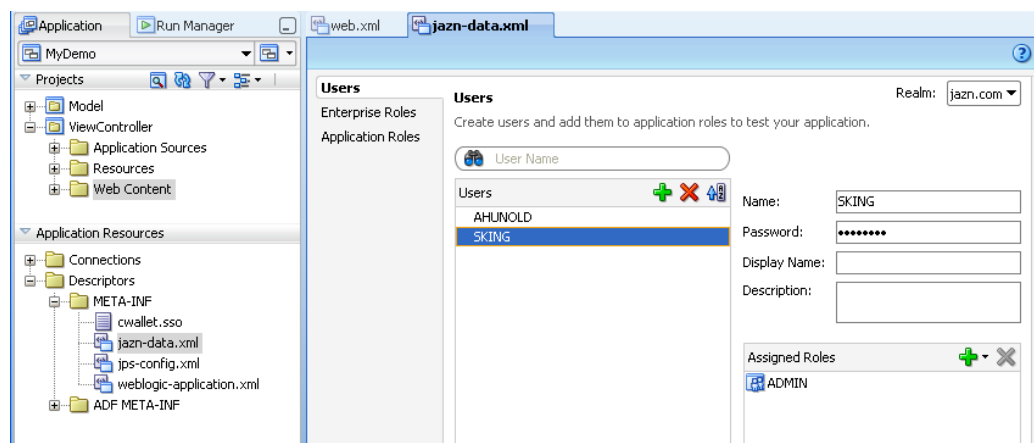 Application
Run Manager
MyDemo
Projects
Model
ViewController
Application Sources
Resources
Web Content
Application Resources
Connections
Descriptors
META-INF
cwallet.sso
jazn-data.xml
jps-config.xml
weblogic-application.xml
ADF META-INF
web.xml
jazn-data.xml
Users
Enterprise Roles
Application Roles
Users
Realm: jazn.com
Create users and add them to application roles to test your application.
User Name
Users
AHUNOLD
SKING
Name: SKING
Password: ••••••••
Display Name:
Description:
Assigned Roles
ADMIN